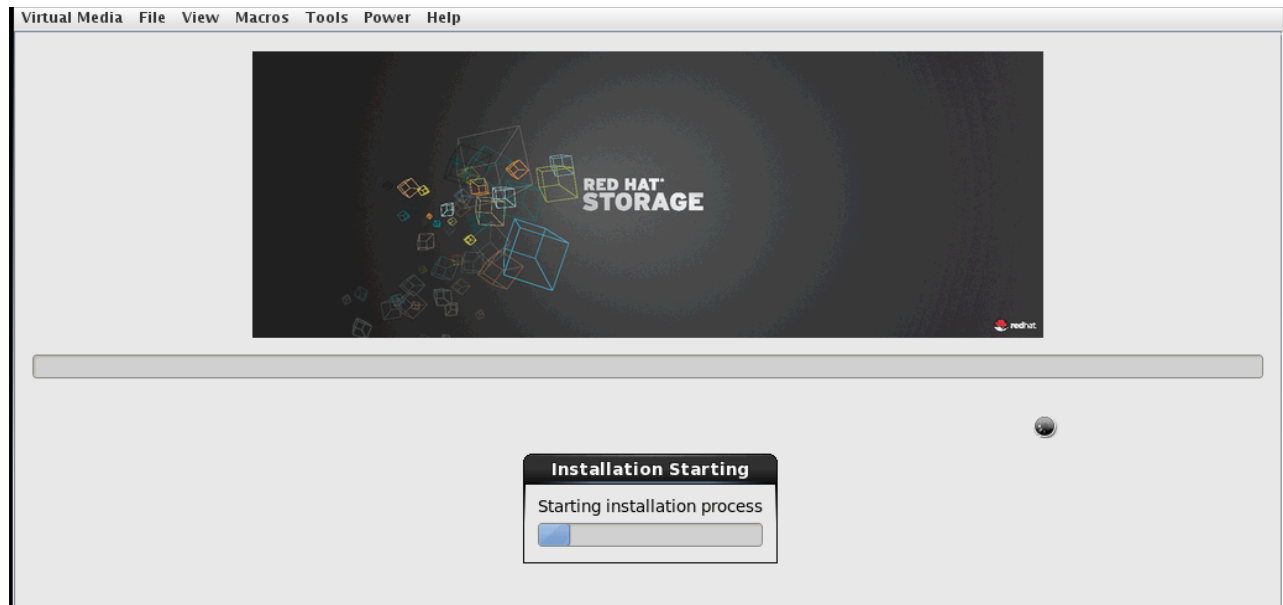 Virtual Media File View Macros Tools Power Help
RED HAT
STORAGE
redhat
Installation Starting
Starting installation process